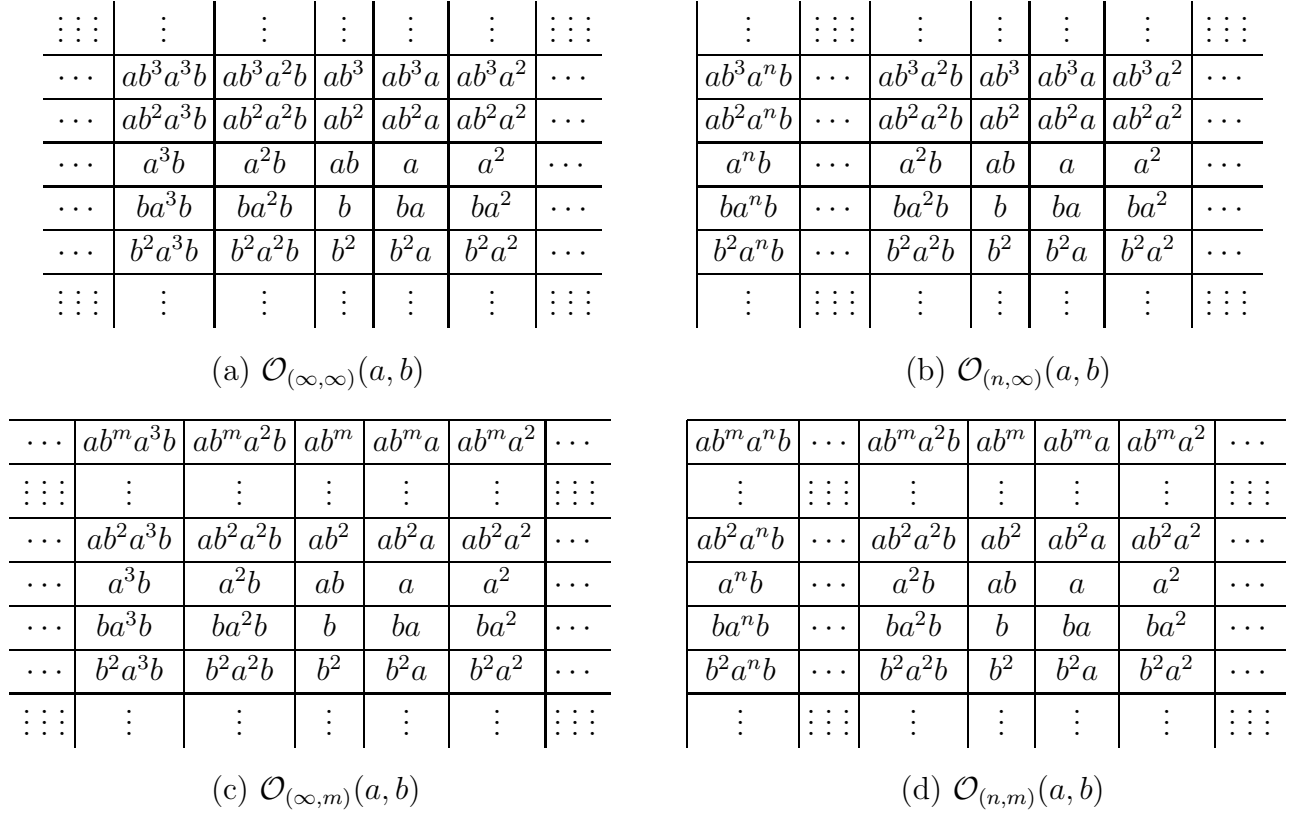 ⋮⋮⋮ | ⋮ | ⋮ | ⋮ | ⋮ | ⋮ | ⋮⋮⋮
⋯ | ab³a³b | ab³a²b | ab³ | ab³a | ab³a² | ⋯
⋯ | ab²a³b | ab²a²b | ab² | ab²a | ab²a² | ⋯
⋯ | a³b | a²b | ab | a | a² | ⋯
⋯ | ba³b | ba²b | b | ba | ba² | ⋯
⋯ | b²a³b | b²a²b | b² | b²a | b²a² | ⋯
⋮⋮⋮ | ⋮ | ⋮ | ⋮ | ⋮ | ⋮ | ⋮⋮⋮
(a) 𝒪₍∞,∞₎(a, b)
⋮ | ⋮⋮⋮ | ⋮ | ⋮ | ⋮ | ⋮ | ⋮⋮⋮
ab³aⁿb | ⋯ | ab³a²b | ab³ | ab³a | ab³a² | ⋯
ab²aⁿb | ⋯ | ab²a²b | ab² | ab²a | ab²a² | ⋯
aⁿb | ⋯ | a²b | ab | a | a² | ⋯
baⁿb | ⋯ | ba²b | b | ba | ba² | ⋯
b²aⁿb | ⋯ | b²a²b | b² | b²a | b²a² | ⋯
⋮ | ⋮⋮⋮ | ⋮ | ⋮ | ⋮ | ⋮ | ⋮⋮⋮
(b) 𝒪₍n,∞₎(a, b)
⋯ | abᵐa³b | abᵐa²b | abᵐ | abᵐa | abᵐa² | ⋯
⋮⋮⋮ | ⋮ | ⋮ | ⋮ | ⋮ | ⋮ | ⋮⋮⋮
⋯ | ab²a³b | ab²a²b | ab² | ab²a | ab²a² | ⋯
⋯ | a³b | a²b | ab | a | a² | ⋯
⋯ | ba³b | ba²b | b | ba | ba² | ⋯
⋯ | b²a³b | b²a²b | b² | b²a | b²a² | ⋯
⋮⋮⋮ | ⋮ | ⋮ | ⋮ | ⋮ | ⋮ | ⋮⋮⋮
(c) 𝒪₍∞,m₎(a, b)
abᵐaⁿb | ⋯ | abᵐa²b | abᵐ | abᵐa | abᵐa² | ⋯
⋮ | ⋮⋮⋮ | ⋮ | ⋮ | ⋮ | ⋮ | ⋮⋮⋮
ab²aⁿb | ⋯ | ab²a²b | ab² | ab²a | ab²a² | ⋯
aⁿb | ⋯ | a²b | ab | a | a² | ⋯
baⁿb | ⋯ | ba²b | b | ba | ba² | ⋯
b²aⁿb | ⋯ | b²a²b | b² | b²a | b²a² | ⋯
⋮ | ⋮⋮⋮ | ⋮ | ⋮ | ⋮ | ⋮ | ⋮⋮⋮
(d) 𝒪₍n,m₎(a, b)